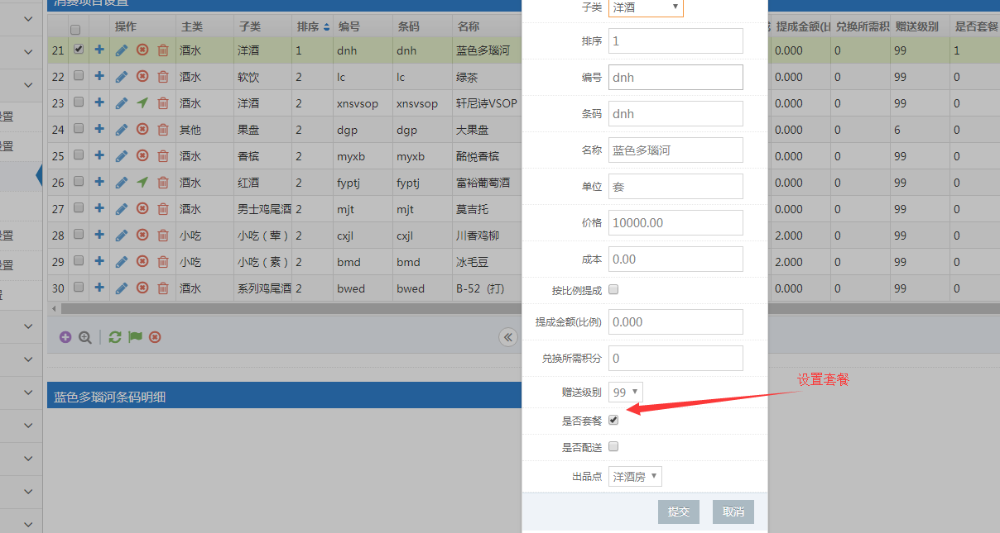 消费项目设置
操作 主类 子类 排序 编号 条码 名称 提成金额(比 兑换所需积 赠送级别 是否套餐
21 酒水 洋酒 1 dnh dnh 蓝色多瑙河 0.000 0 99 1
22 酒水 软饮 2 lc lc 绿茶 0.000 0 99 0
23 酒水 洋酒 2 xnsvsop xnsvsop 轩尼诗VSOP 0.000 0 99 0
24 其他 果盘 2 dgp dgp 大果盘 0.000 0 6 0
25 酒水 香槟 2 myxb myxb 酩悦香槟 0.000 0 99 0
26 酒水 红酒 2 fyptj fyptj 富裕葡萄酒 0.000 0 99 0
27 酒水 男士鸡尾酒 2 mjt mjt 莫吉托 0.000 0 99 0
28 小吃 小吃（荤） 2 cxjl cxjl 川香鸡柳 2.000 0 99 0
29 小吃 小吃（素） 2 bmd bmd 冰毛豆 2.000 0 99 0
30 酒水 系列鸡尾酒 2 bwed bwed B-52（打） 0.000 0 99 0
蓝色多瑙河条码明细
设置
设置
设置
设置
置
子类 洋酒
排序 1
编号 dnh
条码 dnh
名称 蓝色多瑙河
单位 套
价格 10000.00
成本 0.00
按比例提成
提成金额(比例) 0.000
兑换所需积分 0
赠送级别 99
是否套餐
是否配送
出品点 洋酒房
提交 取消
设置套餐